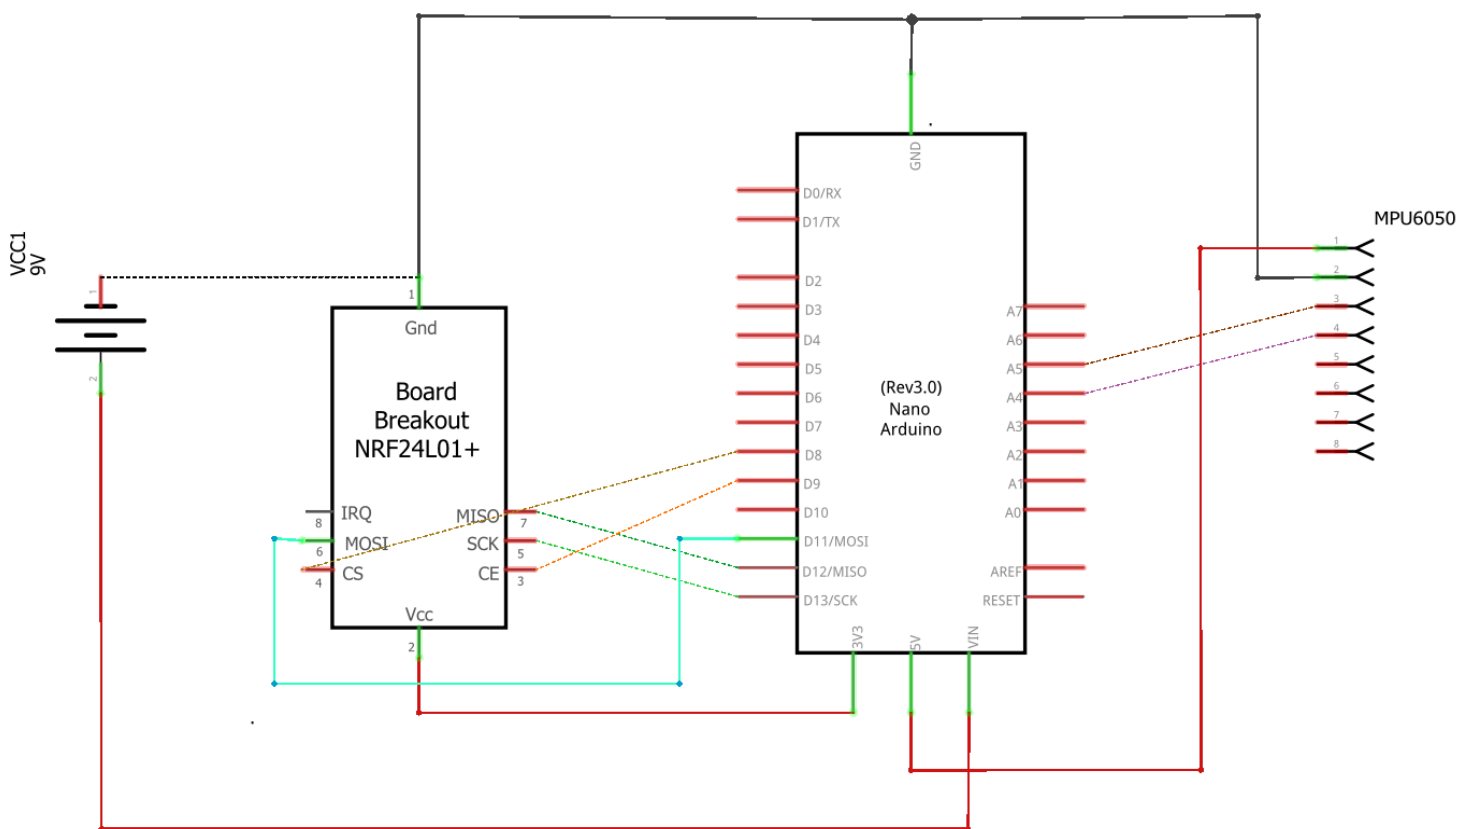 VCC1
9V
1
2
1
Gnd
Board
Breakout
NRF24L01+
IRQ
8
MOSI
6
CS
4
MISO
7
SCK
5
CE
3
Vcc
2
GND
D0/RX
D1/TX
D2
D3
D4
D5
D6
D7
D8
D9
D10
D11/MOSI
D12/MISO
D13/SCK
(Rev3.0)
Nano
Arduino
A7
A6
A5
A4
A3
A2
A1
A0
AREF
RESET
3V3
5V
VIN
MPU6050
1
2
3
4
5
6
7
8